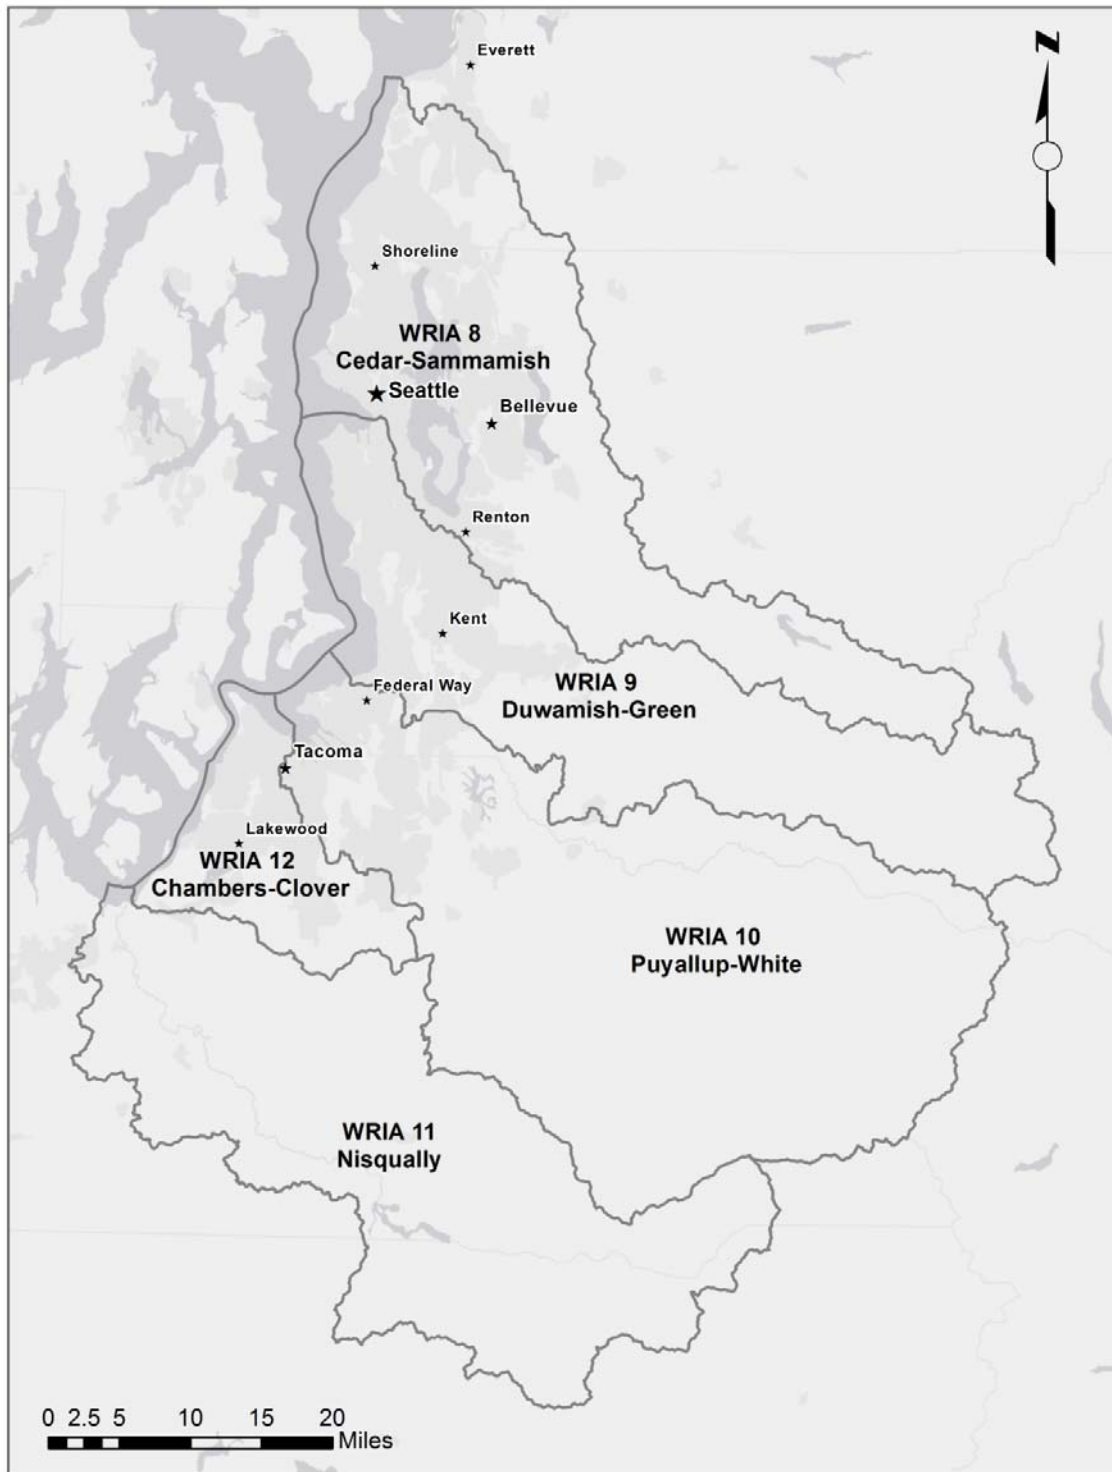 Everett
N
Shoreline
WRIA 8
Cedar-Sammamish
Seattle
Bellevue
Renton
Kent
WRIA 9
Duwamish-Green
Federal Way
Tacoma
Lakewood
WRIA 12
Chambers-Clover
WRIA 10
Puyallup-White
WRIA 11
Nisqually
0 2.5 5 10 15 20
Miles